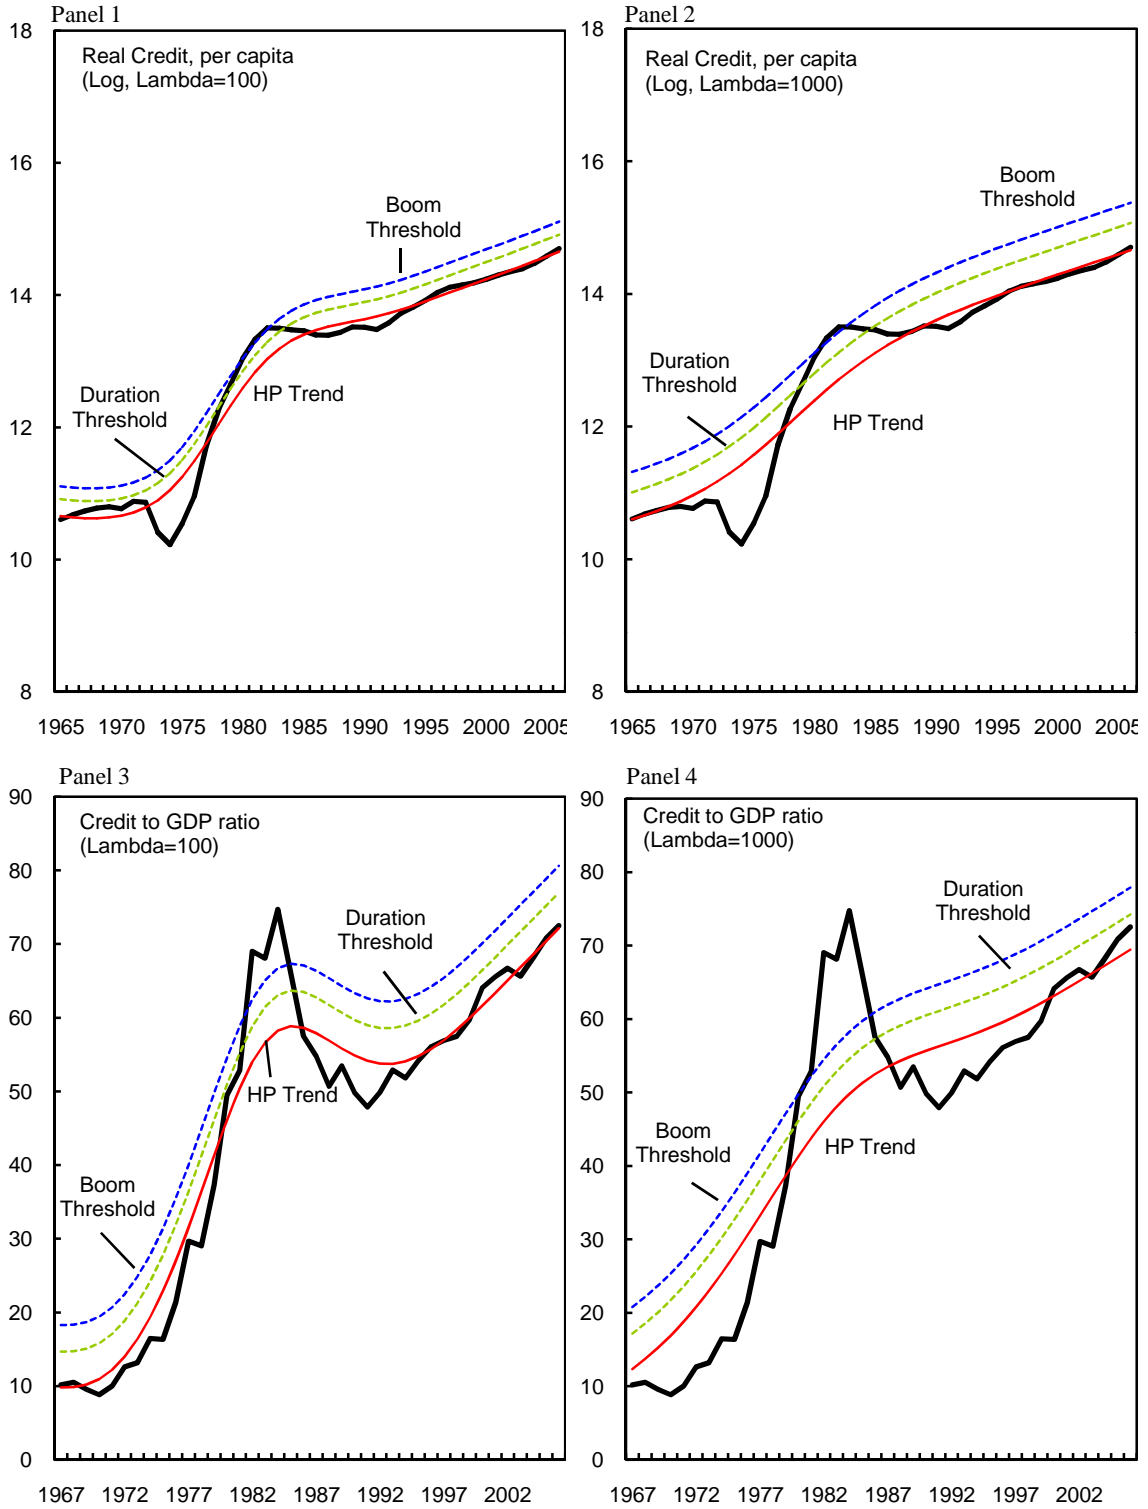 Panel 1
18
Real Credit, per capita
(Log, Lambda=100)
16
Boom
Threshold
14
Duration
Threshold
HP Trend
12
10
8
1965 1970 1975 1980 1985 1990 1995 2000 2005
Panel 2
18
Real Credit, per capita
(Log, Lambda=1000)
16
Boom
Threshold
14
Duration
Threshold
HP Trend
12
10
8
1965 1970 1975 1980 1985 1990 1995 2000 2005
Panel 3
90
Credit to GDP ratio
(Lambda=100)
80
Duration
Threshold
70
60
HP Trend
50
40
Boom
Threshold
30
20
10
0
1967 1972 1977 1982 1987 1992 1997 2002
Panel 4
90
Credit to GDP ratio
(Lambda=1000)
80
Duration
Threshold
70
60
50
Boom
Threshold
HP Trend
40
30
20
10
0
1967 1972 1977 1982 1987 1992 1997 2002